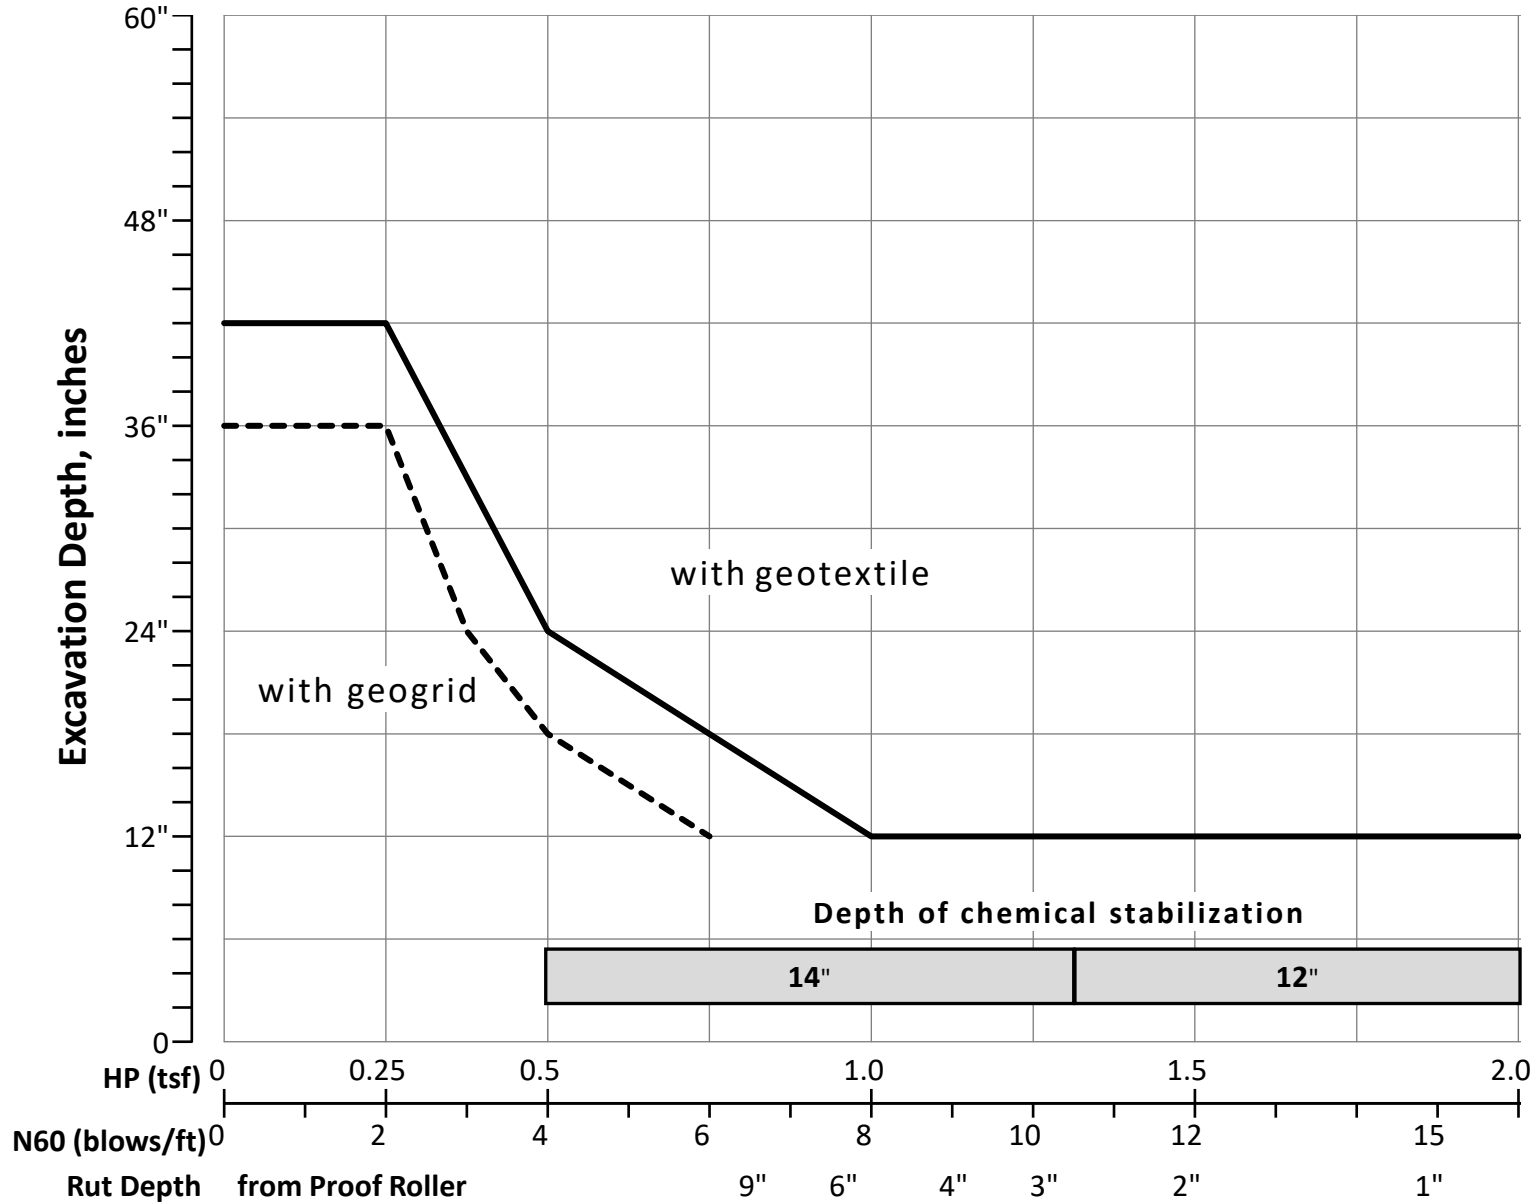 60"
48"
36"
24"
12"
0
Excavation Depth, inches
with geotextile
with geogrid
Depth of chemical stabilization
14"
12"
HP (tsf) 0 0.25 0.5 1.0 1.5 2.0
N60 (blows/ft) 0 2 4 6 8 10 12 15
Rut Depth from Proof Roller 9" 6" 4" 3" 2" 1"